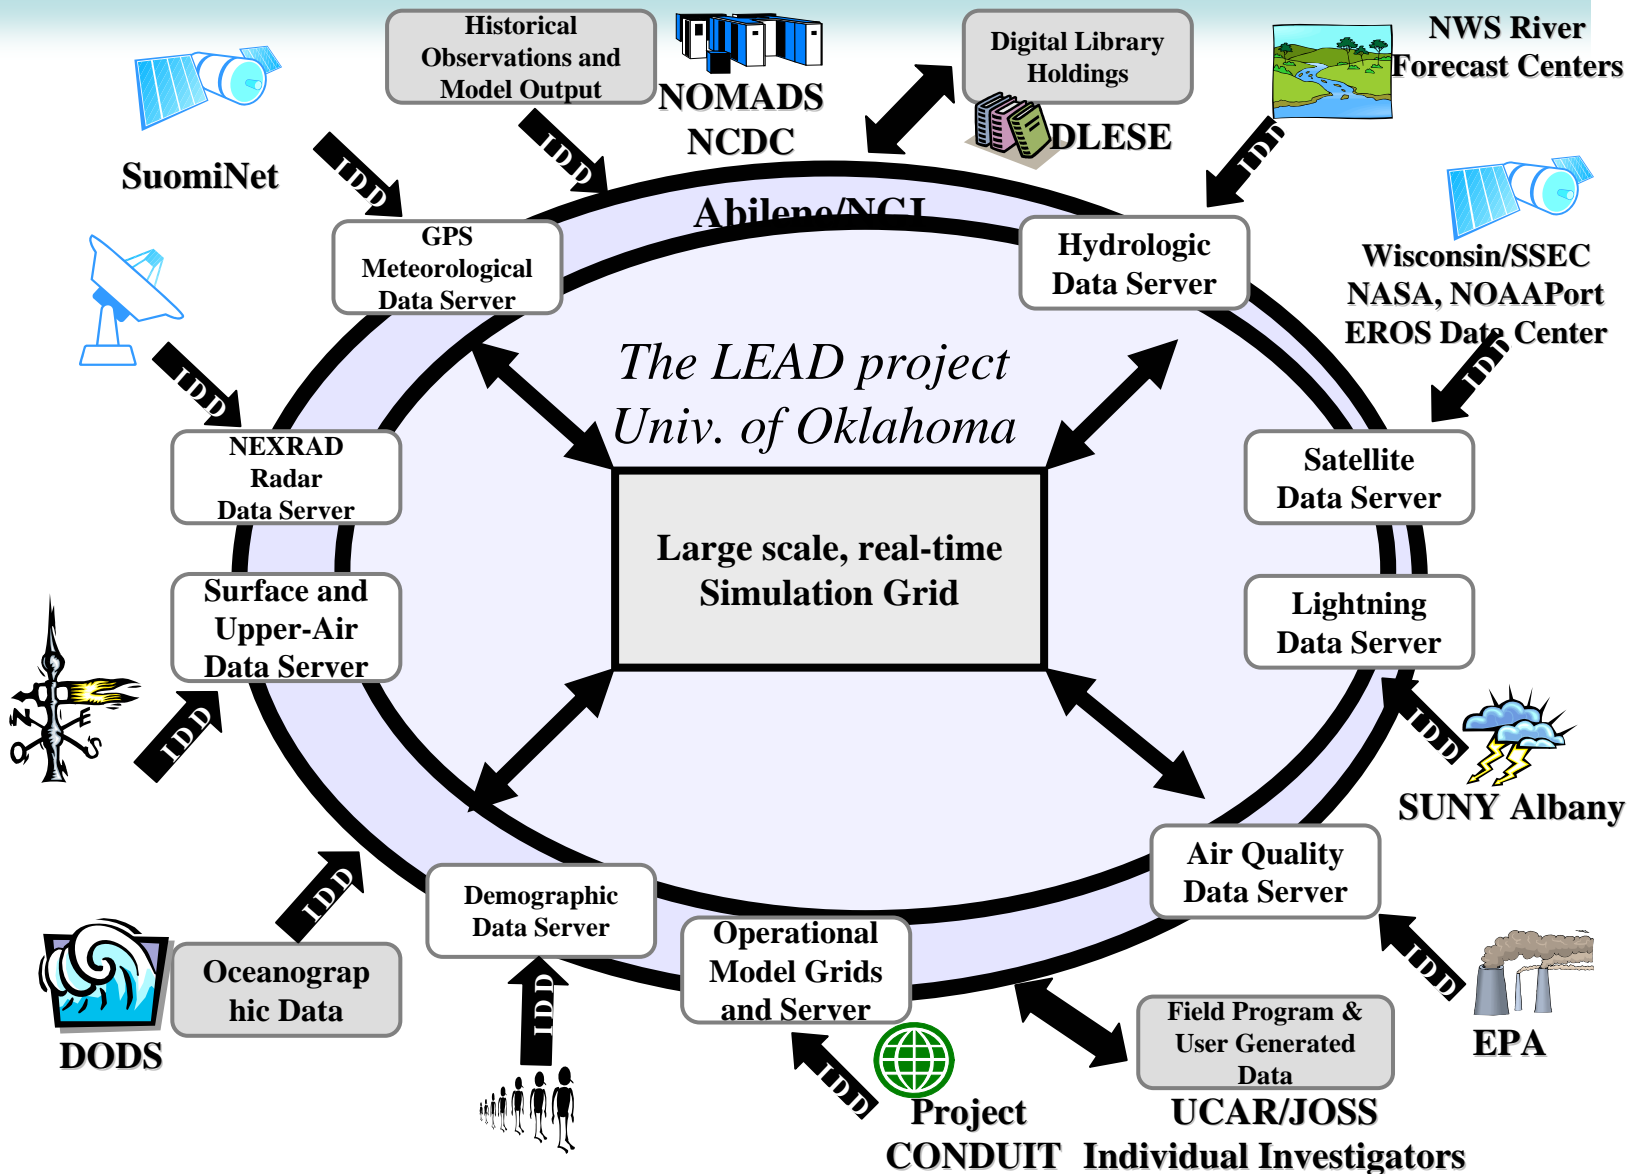 Historical
Observations and
Model Output
NOMADS
NCDC
Digital Library
Holdings
DLESE
NWS River
Forecast Centers
SuomiNet
IDD
IDD
IDD
Abilene/NGI
GPS
Meteorological
Data Server
Hydrologic
Data Server
Wisconsin/SSEC
NASA, NOAAPort
EROS Data Center
IDD
IDD
The LEAD project
Univ. of Oklahoma
NEXRAD
Radar
Data Server
Satellite
Data Server
Large scale, real-time
Simulation Grid
Surface and
Upper-Air
Data Server
Lightning
Data Server
N
E
S
O
IDD
IDD
SUNY Albany
Air Quality
Data Server
IDD
Demographic
Data Server
Operational
Model Grids
and Server
Oceanograp
hic Data
DODS
IDD
IDD
IDD
Field Program &
User Generated
Data
EPA
Project
CONDUIT
UCAR/JOSS
Individual Investigators